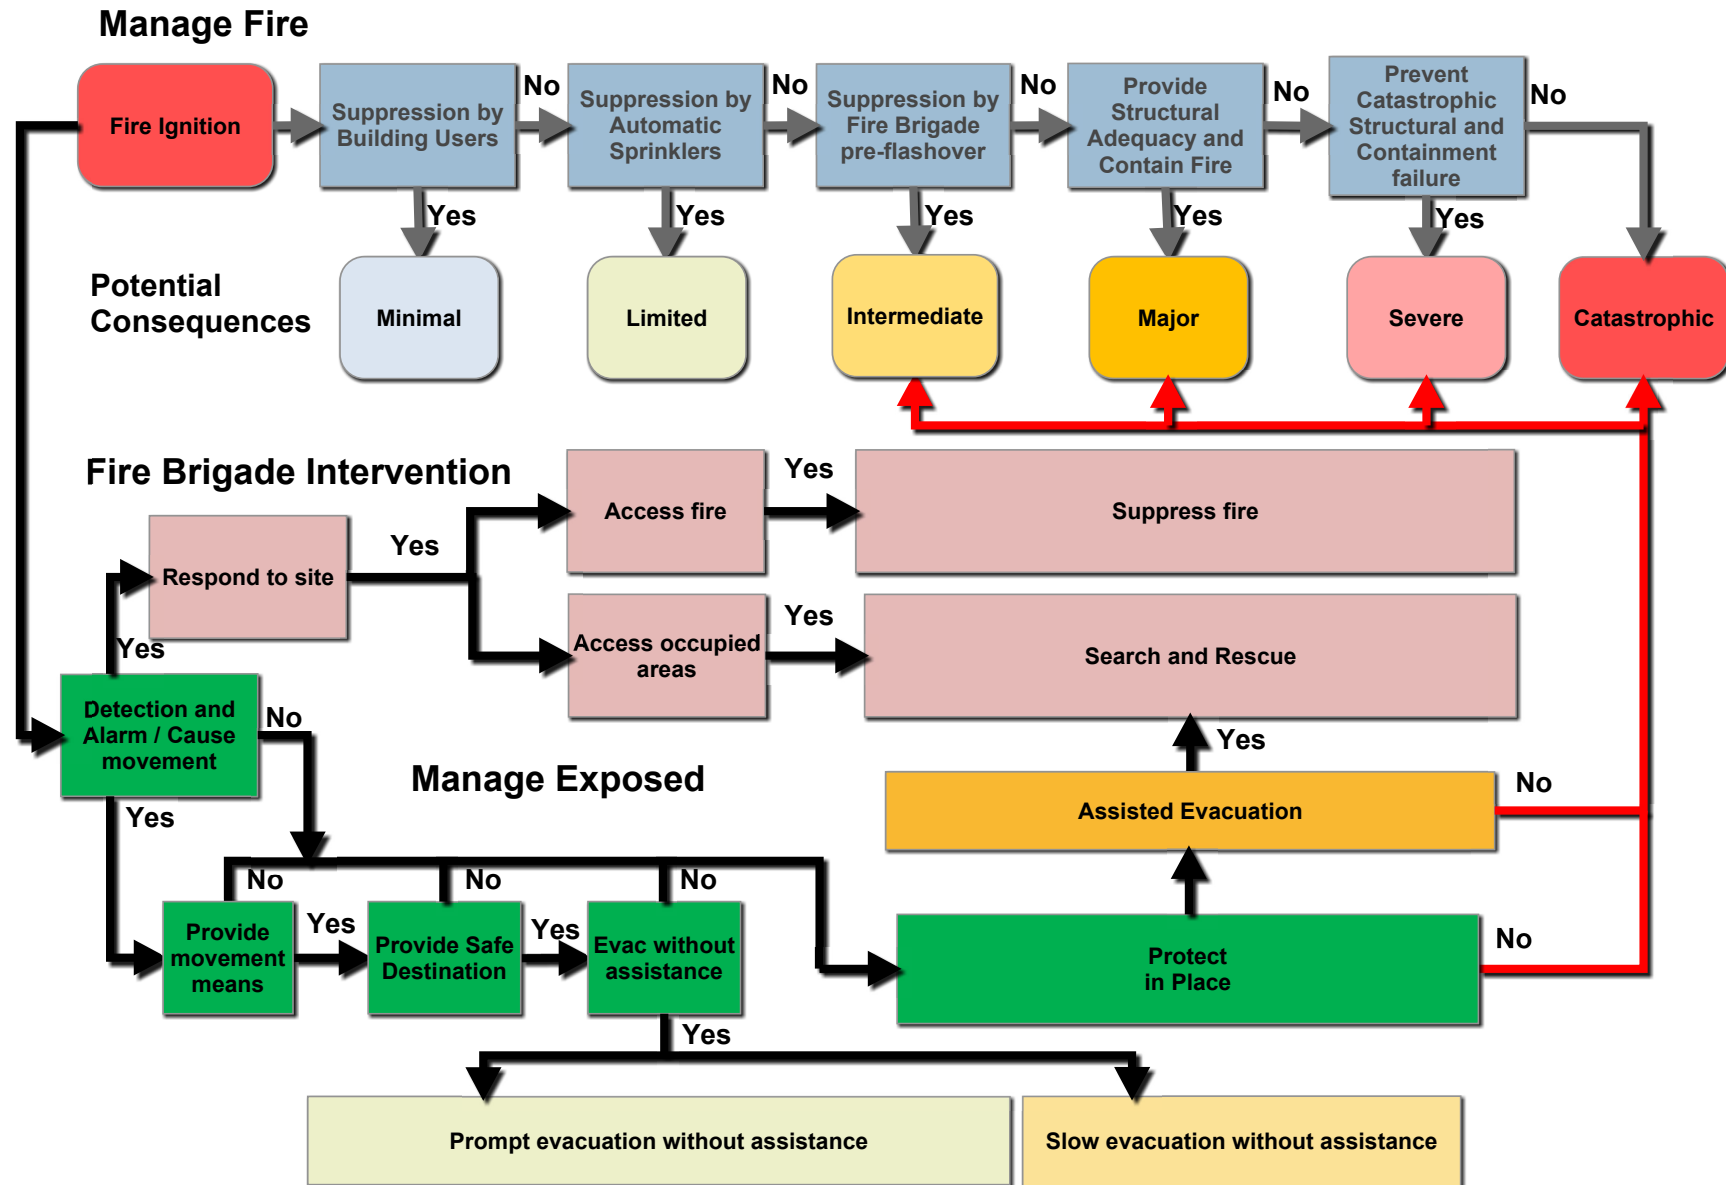 Manage Fire
Fire Ignition
Suppression by
Building Users
No
Suppression by
Automatic
Sprinklers
No
Suppression by
Fire Brigade
pre-flashover
No
Provide
Structural
Adequacy and
Contain Fire
No
Prevent
Catastrophic
Structural and
Containment
failure
No
Yes
Yes
Yes
Yes
Yes
Potential
Consequences
Minimal
Limited
Intermediate
Major
Severe
Catastrophic
Fire Brigade Intervention
Respond to site
Yes
Access fire
Yes
Suppress fire
Access occupied
areas
Yes
Search and Rescue
Yes
Detection and
Alarm / Cause
movement
No
Yes
Manage Exposed
Yes
Assisted Evacuation
No
No
No
No
Provide
movement
means
Yes
Provide Safe
Destination
Yes
Evac without
assistance
Protect
in Place
No
Yes
Prompt evacuation without assistance
Slow evacuation without assistance